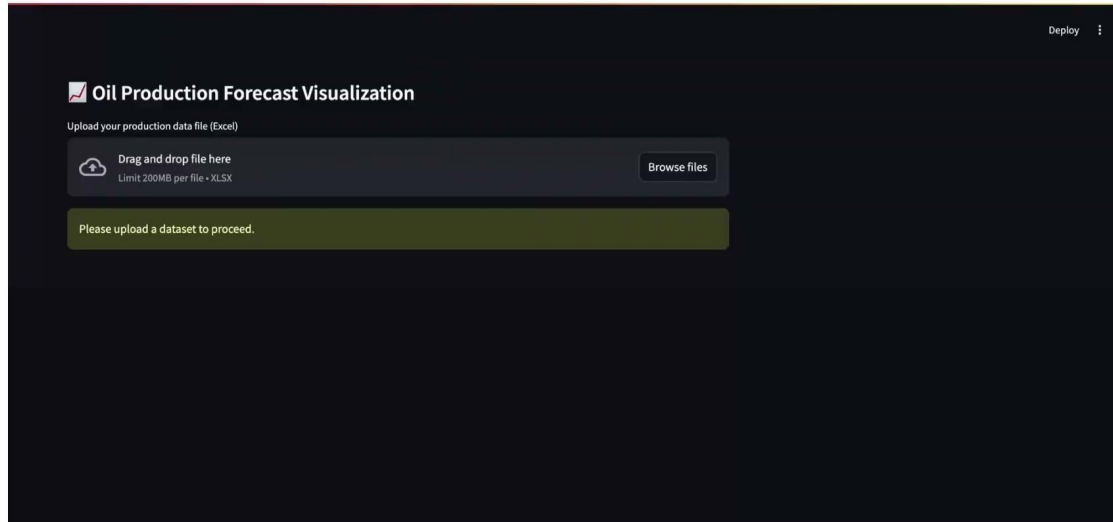 Deploy
Oil Production Forecast Visualization
Upload your production data file (Excel)
Drag and drop file here
Limit 200MB per file • XLSX
Browse files
Please upload a dataset to proceed.